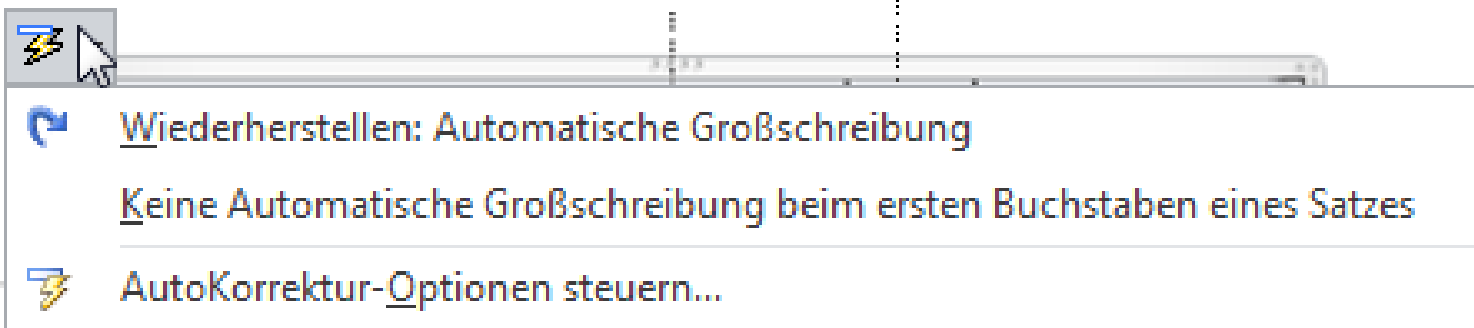 Wiederherstellen: Automatische Großschreibung
Keine Automatische Großschreibung beim ersten Buchstaben eines Satzes
AutoKorrektur-Optionen steuern...